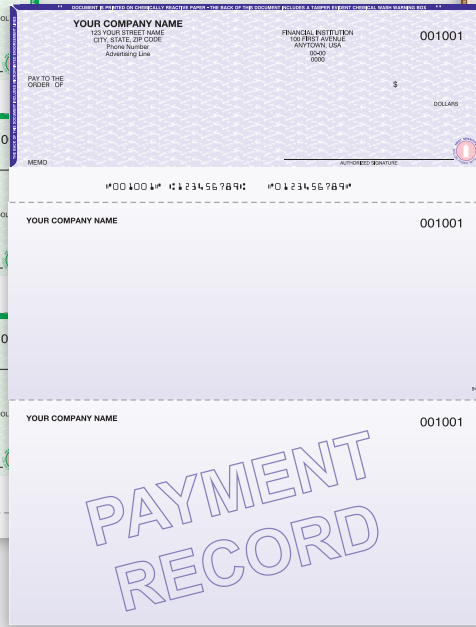 ** DOCUMENT IS PRINTED ON CHEMICALLY REACTIVE PAPER - THE BACK OF THIS DOCUMENT INCLUDES A TAMPER EVIDENT CHEMICAL WASH WARNING BOX **
YOUR COMPANY NAME
123 YOUR STREET NAME
CITY, STATE, ZIP CODE
Phone Number
Advertising Line
FINANCIAL INSTITUTION
100 FIRST AVENUE
ANYTOWN, USA
00-00
0000
001001
PAY TO THE
ORDER OF
$
DOLLARS
MEMO
AUTHORIZED SIGNATURE
⑈001001⑈ ⑆123456789⑆ ⑈0123456789⑈
YOUR COMPANY NAME
001001
YOUR COMPANY NAME
001001
PAYMENT
RECORD